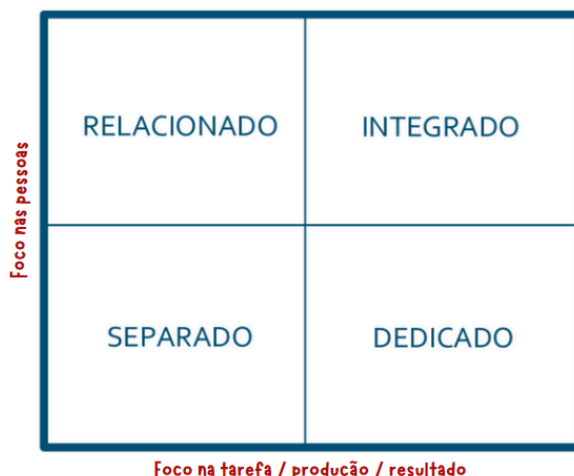 RELACIONADO
INTEGRADO
Foco nas pessoas
SEPARADO
DEDICADO
Foco na tarefa / produção / resultado